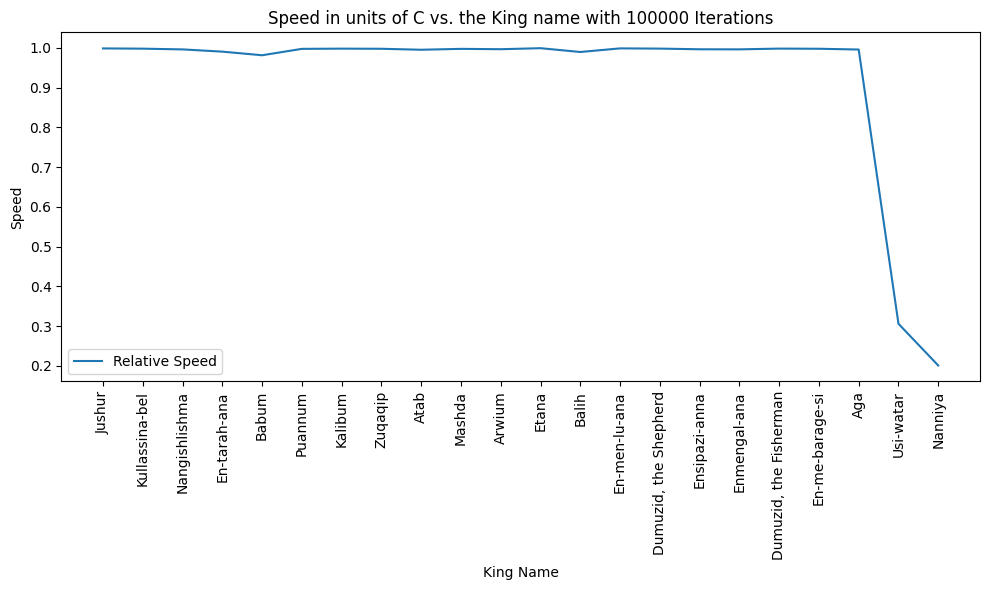 Speed in units of C vs. the King name with 100000 Iterations
Speed
1.0
0.9
0.8
0.7
0.6
0.5
0.4
0.3
0.2
Relative Speed
Jushur
Kullassina-bel
Nangishlishma
En-tarah-ana
Babum
Puannum
Kalibum
Zuqaqip
Atab
Mashda
Arwium
Etana
Balih
En-men-lu-ana
Dumuzid, the Shepherd
Ensipazi-anna
Enmengal-ana
Dumuzid, the Fisherman
En-me-barage-si
Aga
Usi-watar
Nanniya
King Name